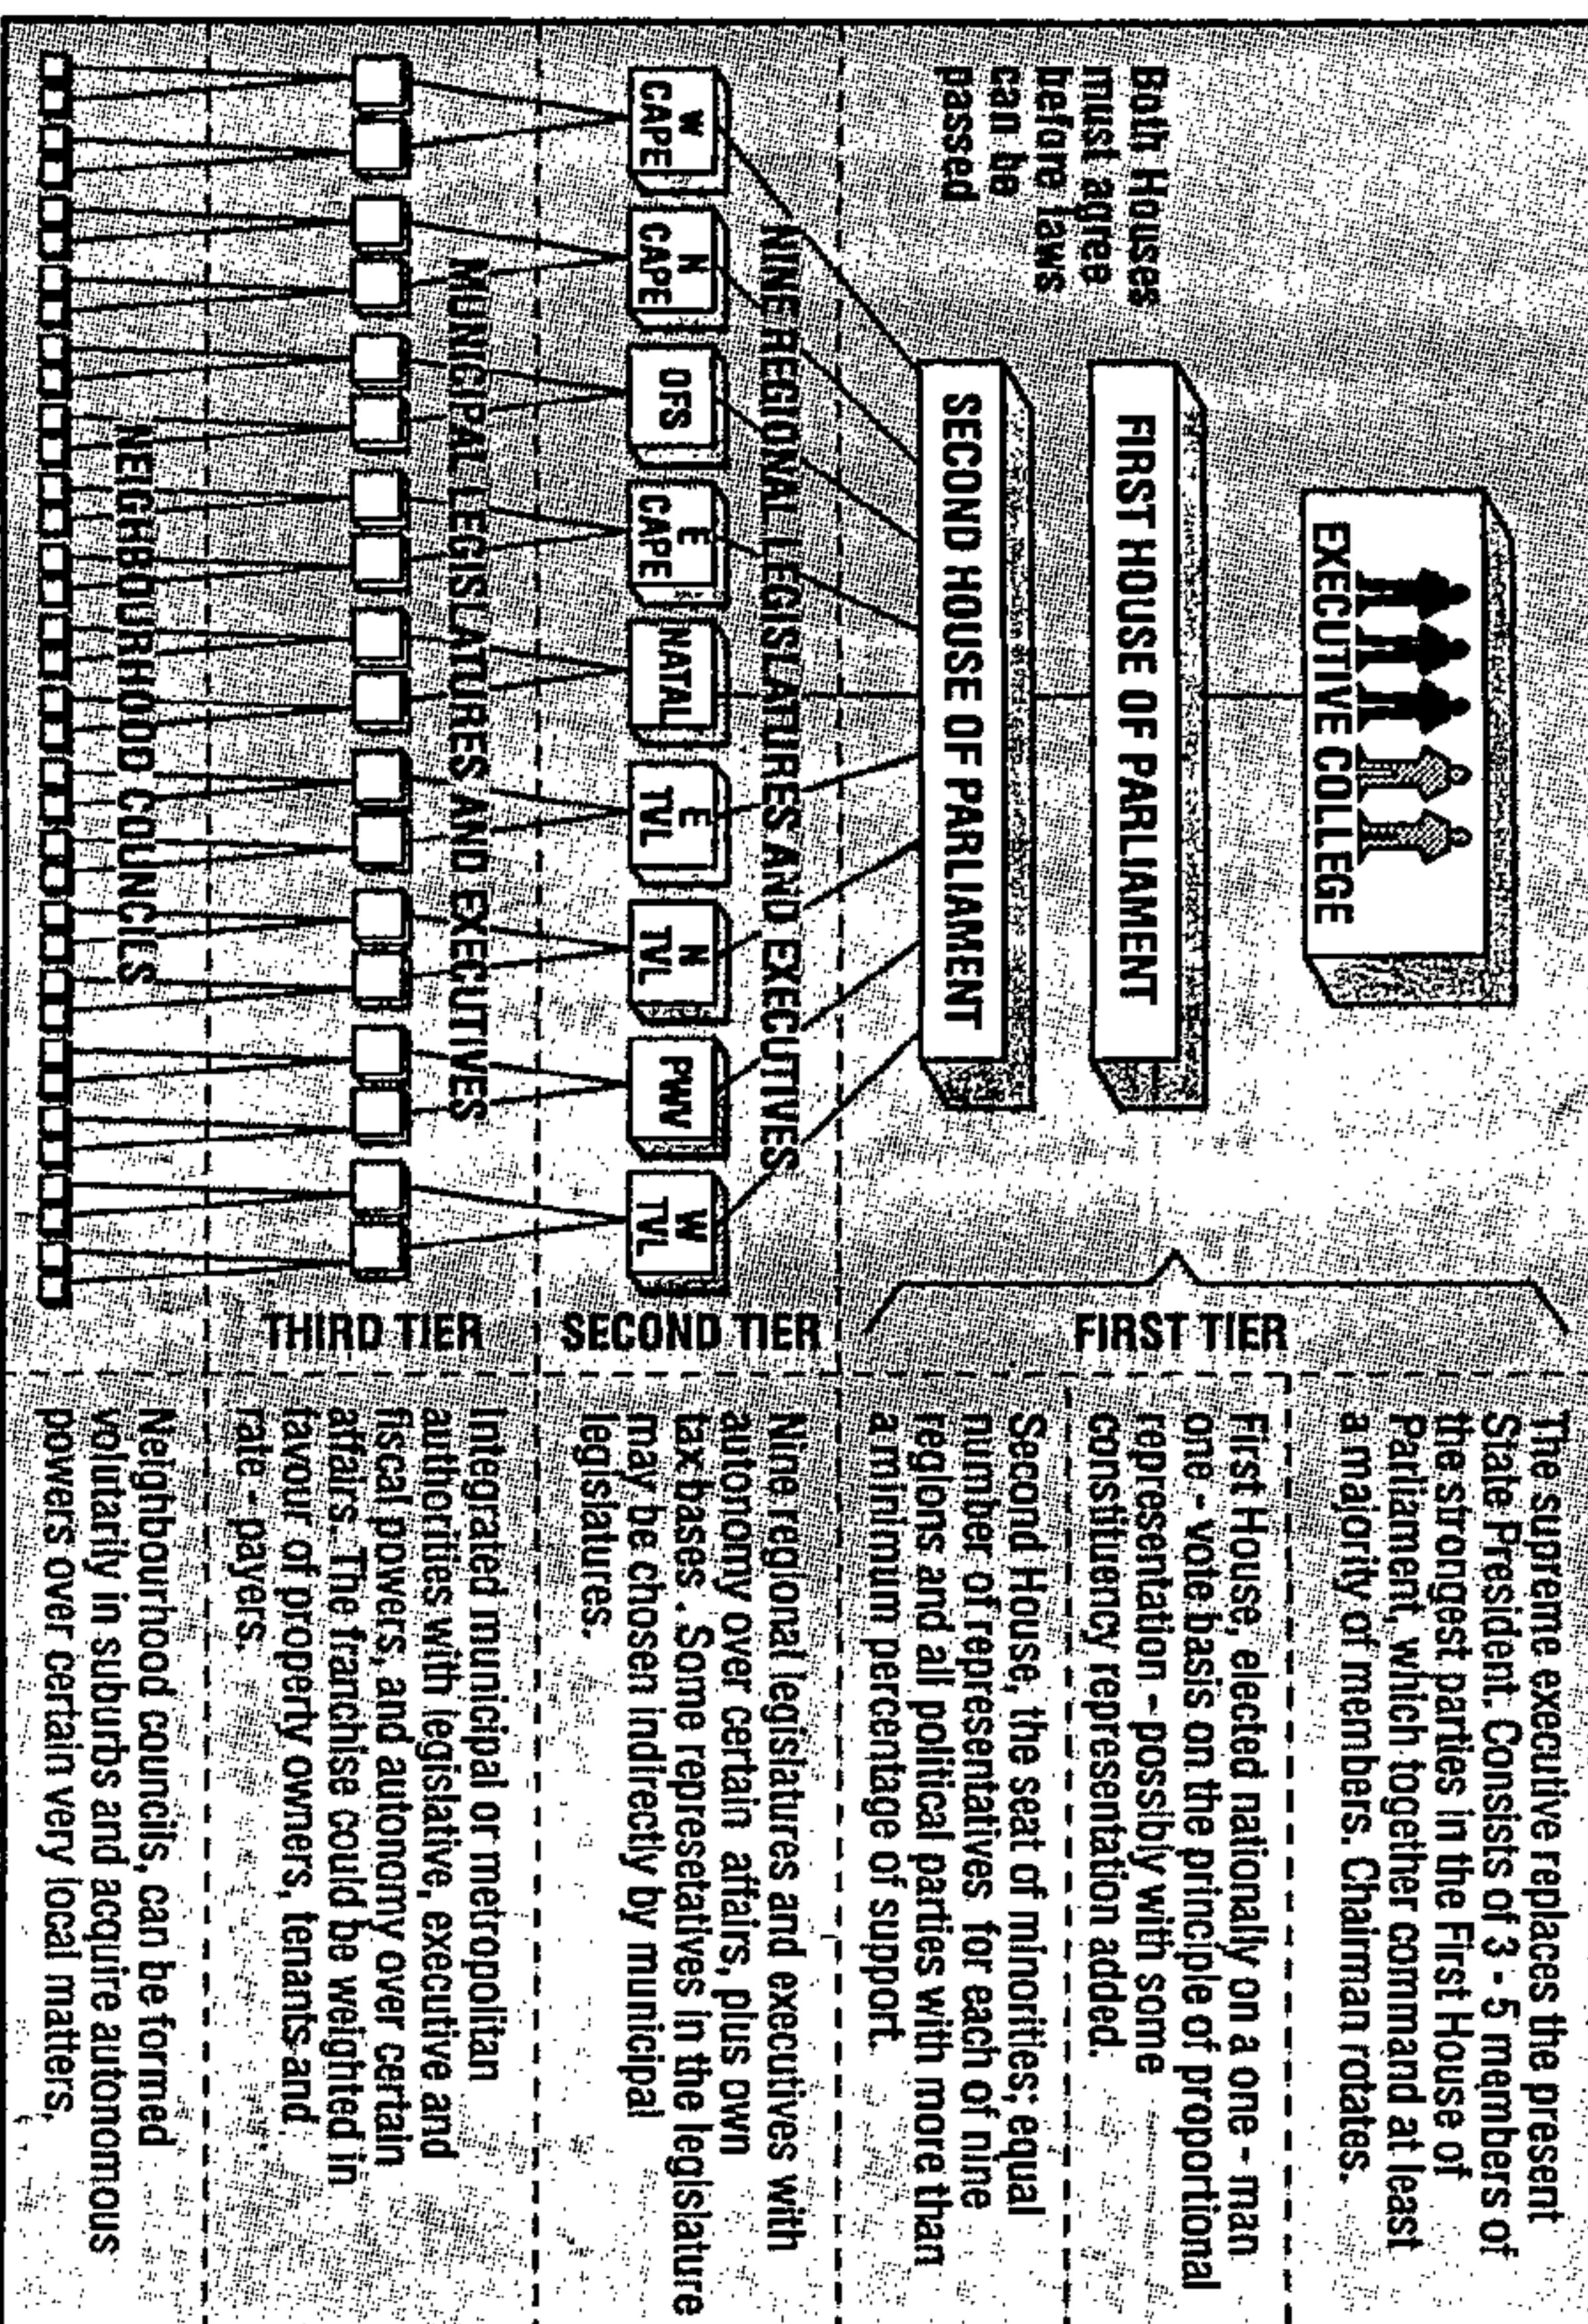 EXECUTIVE COLLEGE
FIRST HOUSE OF PARLIAMENT
SECOND HOUSE OF PARLIAMENT
Both Houses
must agree
before laws
can be
passed
NINE REGIONAL LEGISLATURES AND EXECUTIVES
W
CAPE
N
CAPE
OFS
E
CAPE
NATAL
E
TVL
N
TVL
PWV
W
TVL
MUNICIPAL LEGISLATURES AND EXECUTIVES
NEIGHBOURHOOD COUNCILS
FIRST TIER
SECOND TIER
THIRD TIER
The supreme executive replaces the present
State President. Consists of 3 - 5 members of
the strongest parties in the First House of
Parliament, which together command at least
a majority of members. Chairman rotates.
First House, elected nationally on a one - man
one - vote basis on the principle of proportional
representation - possibly with some
constituency representation added.
Second House, the seat of minorities; equal
number of representatives for each of nine
regions and all political parties with more than
a minimum percentage of support.
Nine regional legislatures and executives with
autonomy over certain affairs, plus own
tax bases. Some represetatives in the legislature
may be chosen indirectly by municipal
legislatures.
Integrated municipal or metropolitan
authorities with legislative, executive and
fiscal powers, and autonomy over certain
affairs. The franchise could be weighted in
favour of property owners, tenants and
rate - payers.
Neighbourhood councils, can be formed
volutarily in suburbs and acquire autonomous
powers over certain very local matters.